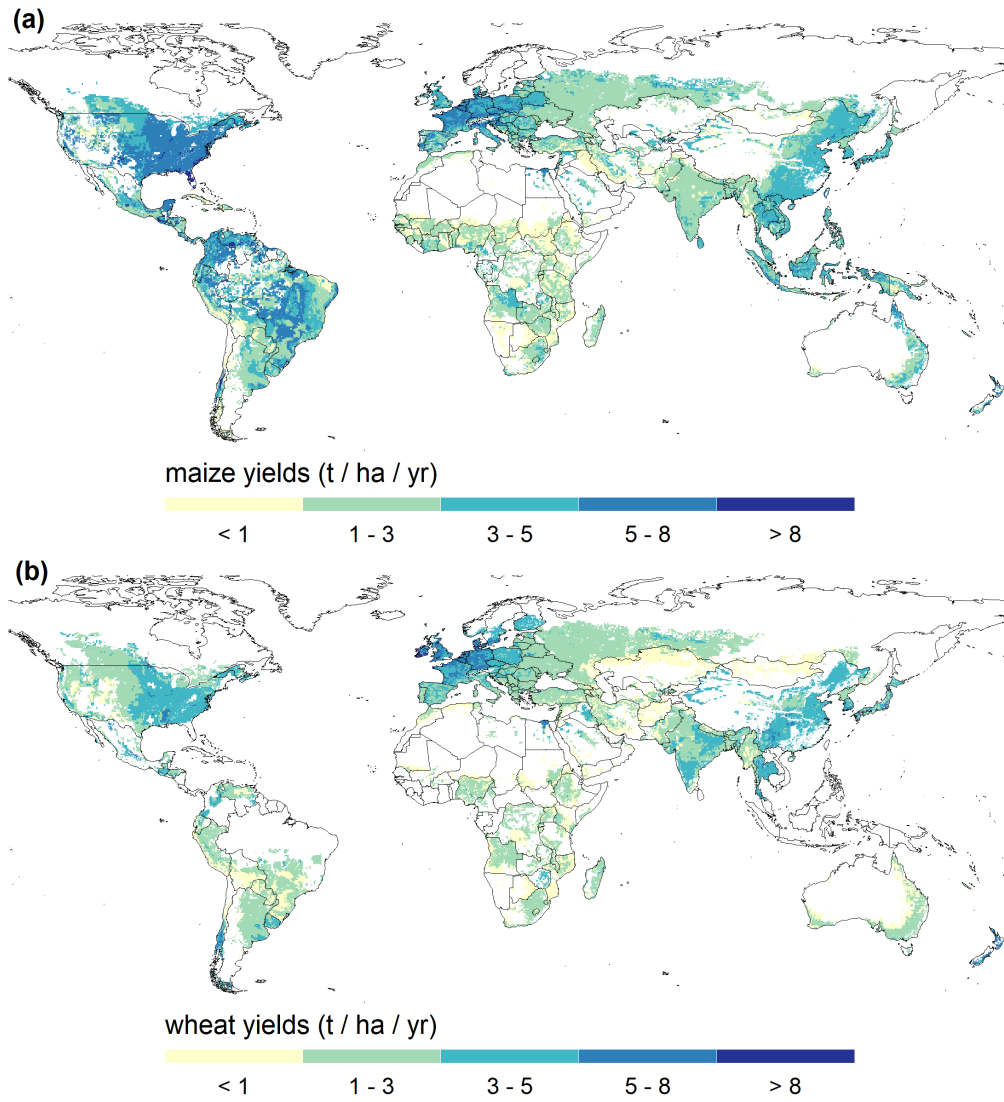 (a)
maize yields (t / ha / yr)
< 1 1 - 3 3 - 5 5 - 8 > 8
(b)
wheat yields (t / ha / yr)
< 1 1 - 3 3 - 5 5 - 8 > 8